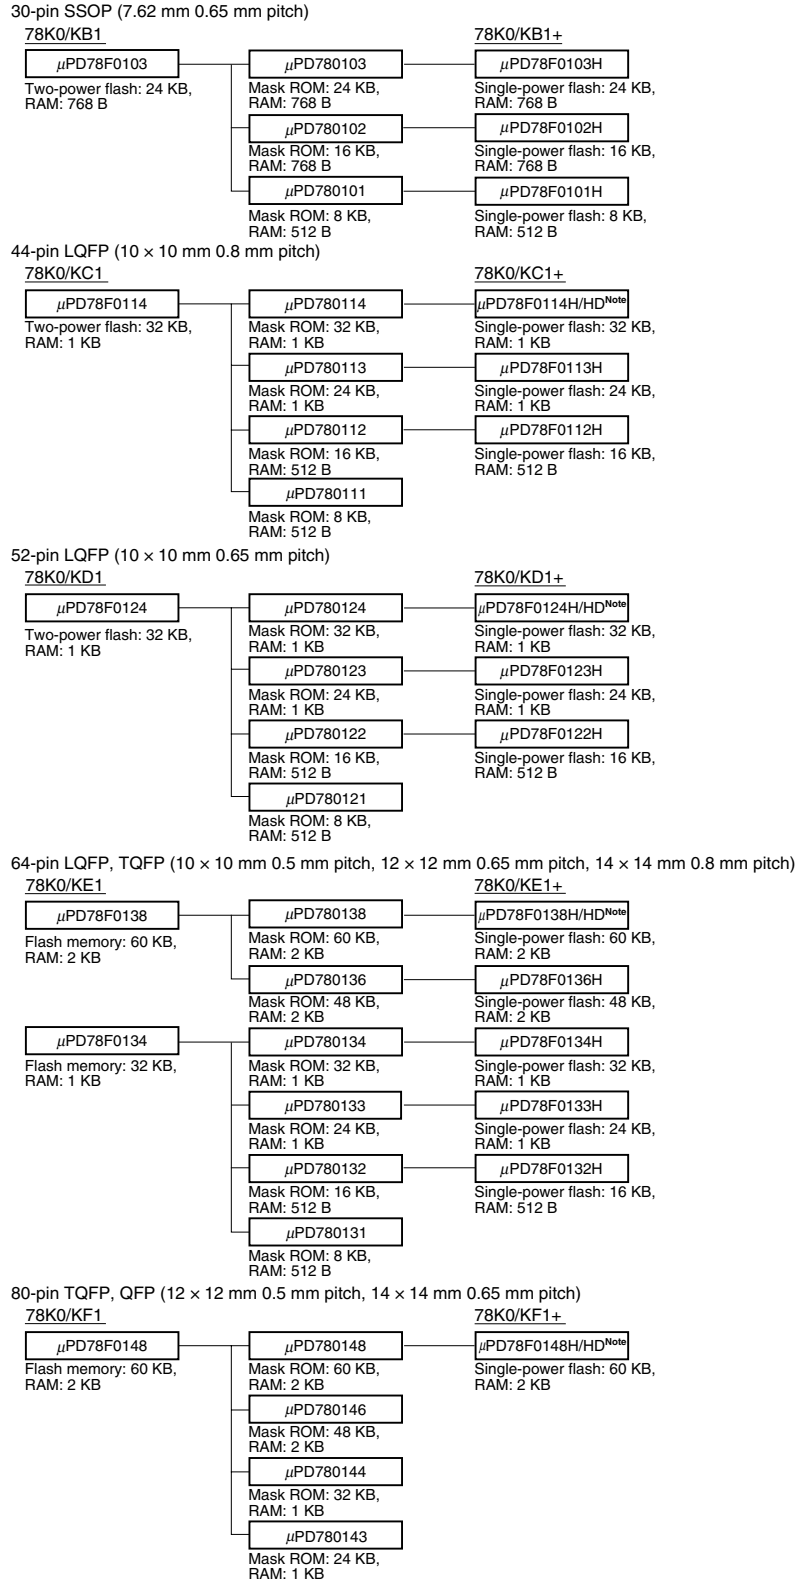 30-pin SSOP (7.62 mm 0.65 mm pitch)
78K0/KB1
78K0/KB1+
μPD78F0103
μPD780103
μPD78F0103H
Two-power flash: 24 KB,
RAM: 768 B
Mask ROM: 24 KB,
RAM: 768 B
Single-power flash: 24 KB,
RAM: 768 B
μPD780102
μPD78F0102H
Mask ROM: 16 KB,
RAM: 768 B
Single-power flash: 16 KB,
RAM: 768 B
μPD780101
μPD78F0101H
Mask ROM: 8 KB,
RAM: 512 B
Single-power flash: 8 KB,
RAM: 512 B
44-pin LQFP (10 × 10 mm 0.8 mm pitch)
78K0/KC1
78K0/KC1+
μPD78F0114
μPD780114
μPD78F0114H/HDNote
Two-power flash: 32 KB,
RAM: 1 KB
Mask ROM: 32 KB,
RAM: 1 KB
Single-power flash: 32 KB,
RAM: 1 KB
μPD780113
μPD78F0113H
Mask ROM: 24 KB,
RAM: 1 KB
Single-power flash: 24 KB,
RAM: 1 KB
μPD780112
μPD78F0112H
Mask ROM: 16 KB,
RAM: 512 B
Single-power flash: 16 KB,
RAM: 512 B
μPD780111
Mask ROM: 8 KB,
RAM: 512 B
52-pin LQFP (10 × 10 mm 0.65 mm pitch)
78K0/KD1
78K0/KD1+
μPD78F0124
μPD780124
μPD78F0124H/HDNote
Two-power flash: 32 KB,
RAM: 1 KB
Mask ROM: 32 KB,
RAM: 1 KB
Single-power flash: 32 KB,
RAM: 1 KB
μPD780123
μPD78F0123H
Mask ROM: 24 KB,
RAM: 1 KB
Single-power flash: 24 KB,
RAM: 1 KB
μPD780122
μPD78F0122H
Mask ROM: 16 KB,
RAM: 512 B
Single-power flash: 16 KB,
RAM: 512 B
μPD780121
Mask ROM: 8 KB,
RAM: 512 B
64-pin LQFP, TQFP (10 × 10 mm 0.5 mm pitch, 12 × 12 mm 0.65 mm pitch, 14 × 14 mm 0.8 mm pitch)
78K0/KE1
78K0/KE1+
μPD78F0138
μPD780138
μPD78F0138H/HDNote
Flash memory: 60 KB,
RAM: 2 KB
Mask ROM: 60 KB,
RAM: 2 KB
Single-power flash: 60 KB,
RAM: 2 KB
μPD780136
μPD78F0136H
Mask ROM: 48 KB,
RAM: 2 KB
Single-power flash: 48 KB,
RAM: 2 KB
μPD78F0134
μPD780134
μPD78F0134H
Flash memory: 32 KB,
RAM: 1 KB
Mask ROM: 32 KB,
RAM: 1 KB
Single-power flash: 32 KB,
RAM: 1 KB
μPD780133
μPD78F0133H
Mask ROM: 24 KB,
RAM: 1 KB
Single-power flash: 24 KB,
RAM: 1 KB
μPD780132
μPD78F0132H
Mask ROM: 16 KB,
RAM: 512 B
Single-power flash: 16 KB,
RAM: 512 B
μPD780131
Mask ROM: 8 KB,
RAM: 512 B
80-pin TQFP, QFP (12 × 12 mm 0.5 mm pitch, 14 × 14 mm 0.65 mm pitch)
78K0/KF1
78K0/KF1+
μPD78F0148
μPD780148
μPD78F0148H/HDNote
Flash memory: 60 KB,
RAM: 2 KB
Mask ROM: 60 KB,
RAM: 2 KB
Single-power flash: 60 KB,
RAM: 2 KB
μPD780146
Mask ROM: 48 KB,
RAM: 2 KB
μPD780144
Mask ROM: 32 KB,
RAM: 1 KB
μPD780143
Mask ROM: 24 KB,
RAM: 1 KB